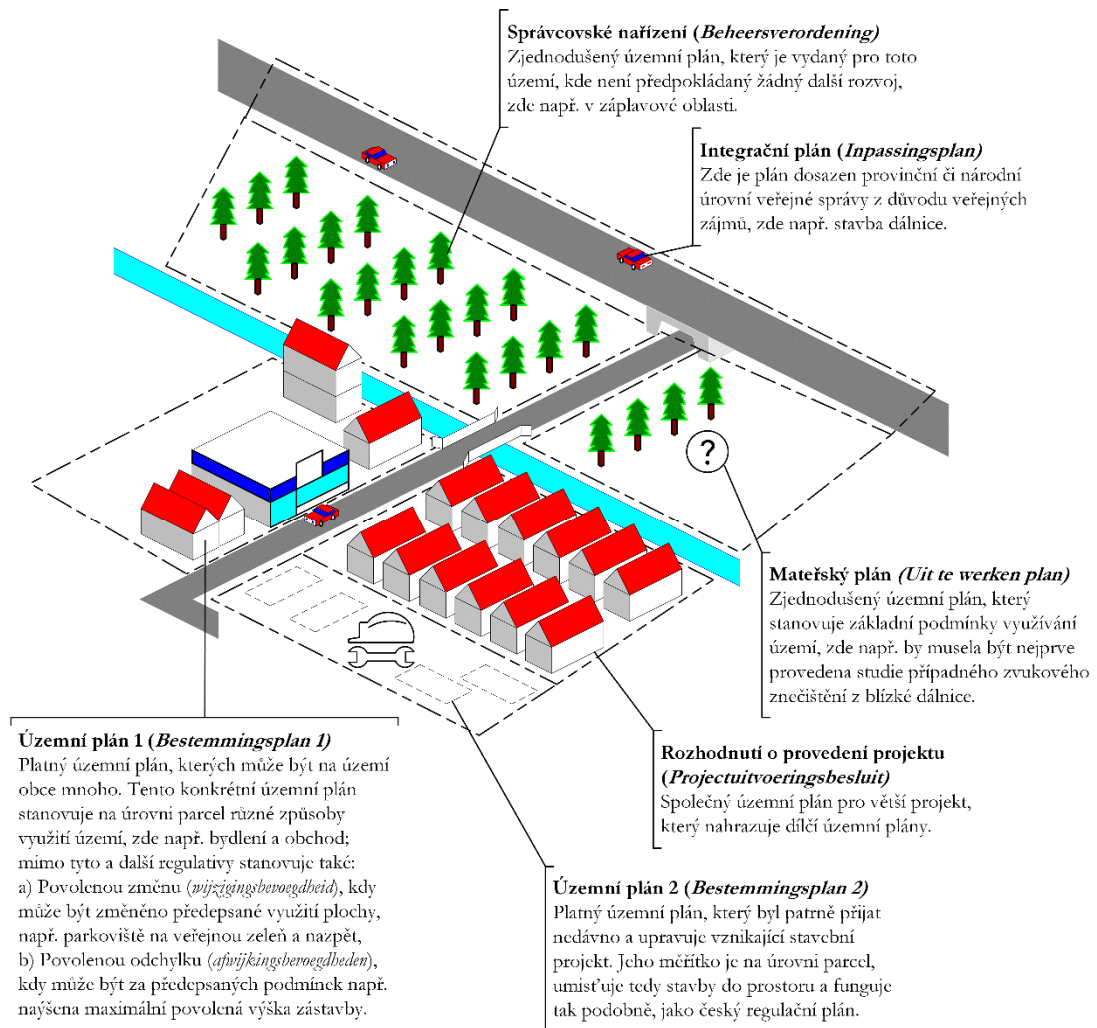 Správcovské nařízení (Beheersverordening)
Zjednodušený územní plán, který je vydaný pro toto
území, kde není předpokládaný žádný další rozvoj,
zde např. v záplavové oblasti.
Integrační plán (Inpassingsplan)
Zde je plán dosazen provinční či národní
úrovní veřejné správy z důvodu veřejných
zájmů, zde např. stavba dálnice.
?
Mateřský plán (Uit te werken plan)
Zjednodušený územní plán, který
stanovuje základní podmínky využívání
území, zde např. by musela být nejprve
provedena studie případného zvukového
znečištění z blízké dálnice.
Územní plán 1 (Bestemmingsplan 1)
Platný územní plán, kterých může být na území
obce mnoho. Tento konkrétní územní plán
stanovuje na úrovni parcel různé způsoby
využití území, zde např. bydlení a obchod;
mimo tyto a další regulativy stanovuje také:
a) Povolenou změnu (wijzigingsbevoegdheid), kdy
může být změněno předepsané využití plochy,
např. parkoviště na veřejnou zeleň a nazpět,
b) Povolenou odchylku (afwijkingsbevoegdheden),
kdy může být za předepsaných podmínek např.
naýšena maximální povolená výška zástavby.
Rozhodnutí o provedení projektu
(Projectuitvoeringsbesluit)
Společný územní plán pro větší projekt,
který nahrazuje dílčí územní plány.
Územní plán 2 (Bestemmingsplan 2)
Platný územní plán, který byl patrně přijat
nedávno a upravuje vznikající stavební
projekt. Jeho měřítko je na úrovni parcel,
umisťuje tedy stavby do prostoru a funguje
tak podobně, jako český regulační plán.